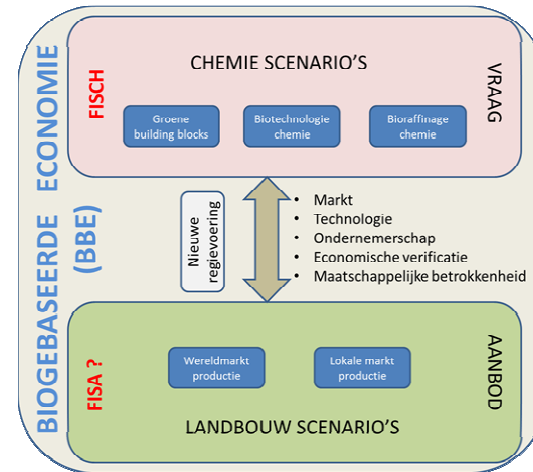 BIOGEBASEERDE ECONOMIE
(BBE)
FISCH
CHEMIE SCENARIO'S
VRAAG
Groene
building blocks
Biotechnologie
chemie
Bioraffinage
chemie
Nieuwe
regievoering
• Markt
• Technologie
• Ondernemerschap
• Economische verificatie
• Maatschappelijke betrokkenheid
FISA ?
Wereldmarkt
productie
Lokale markt
productie
AANBOD
LANDBOUW SCENARIO'S